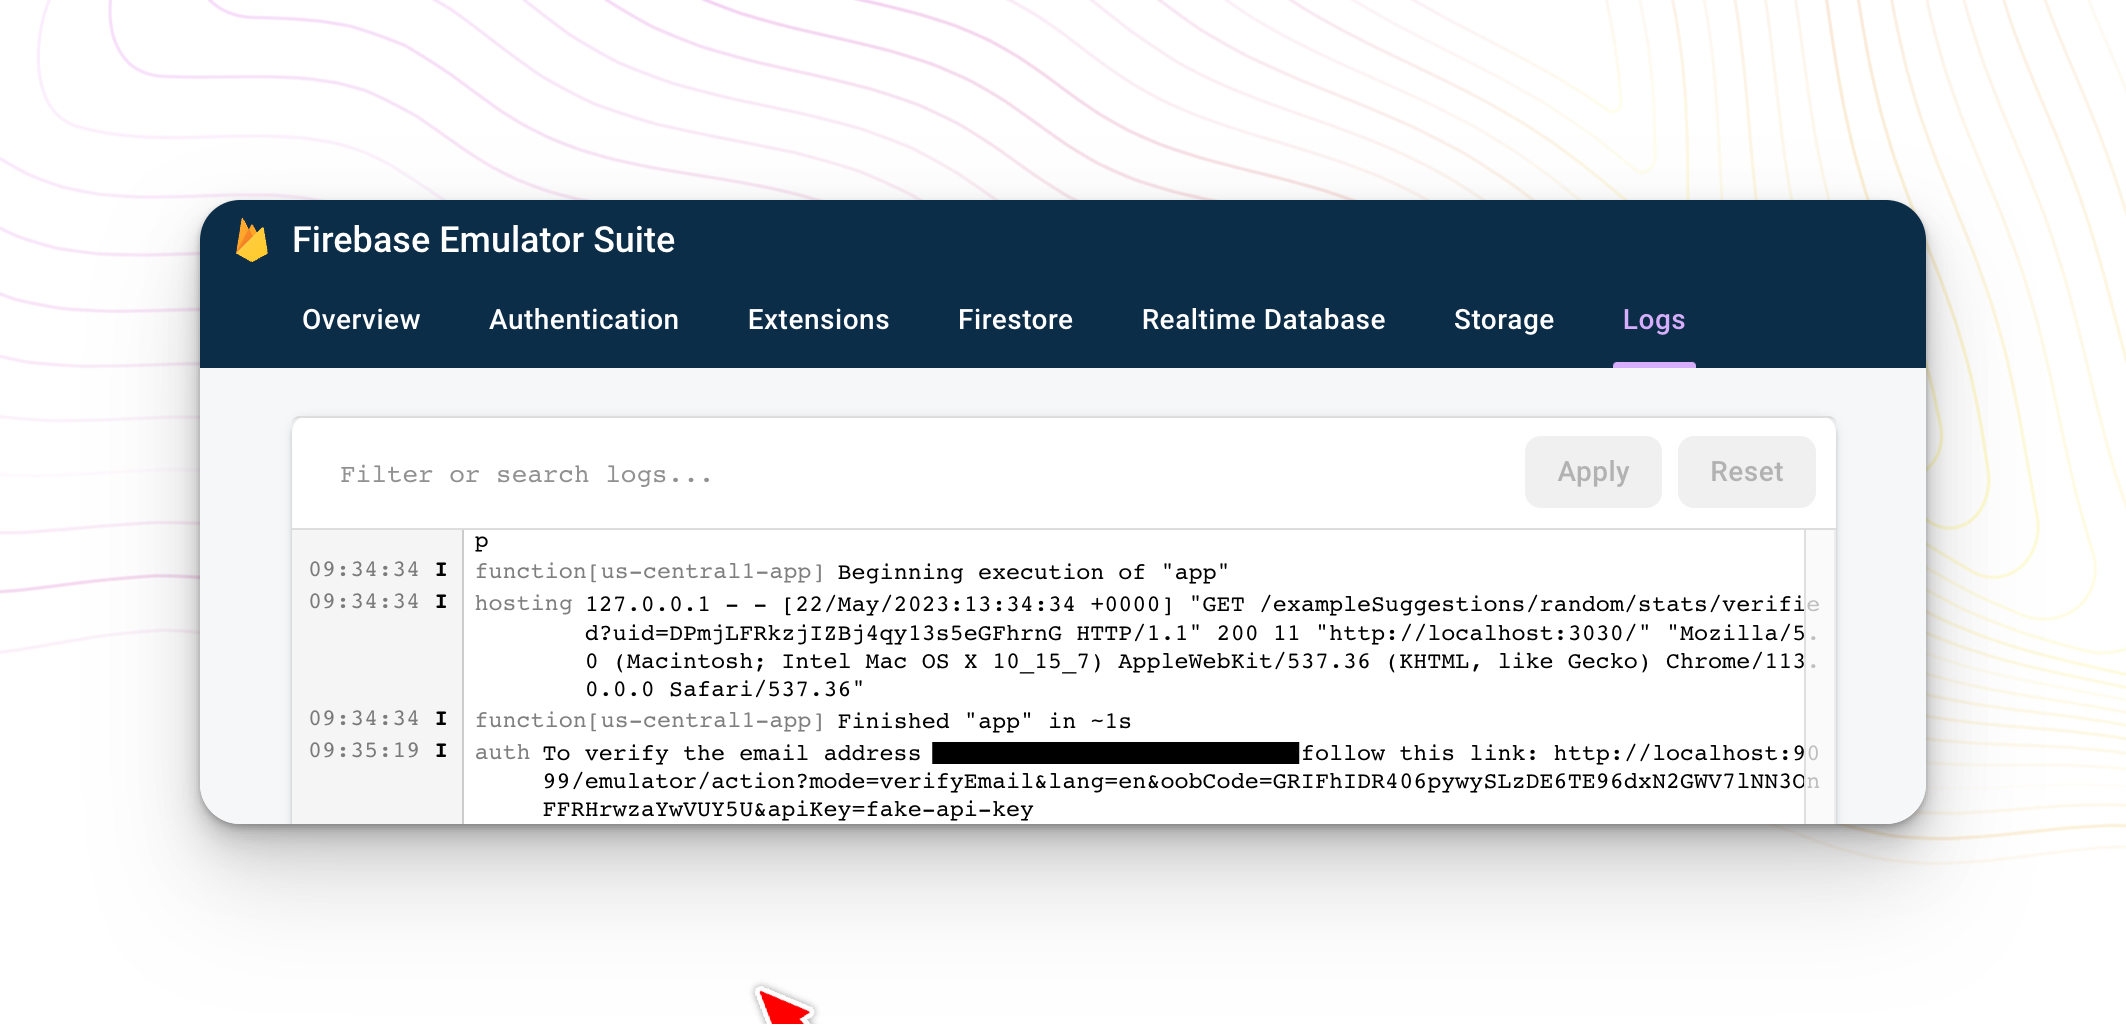 Firebase Emulator Suite
Overview Authentication Extensions Firestore Realtime Database Storage Logs
Filter or search logs... Apply Reset
p
09:34:34 I function[us-central1-app] Beginning execution of "app"
09:34:34 I hosting 127.0.0.1 - - [22/May/2023:13:34:34 +0000] "GET /exampleSuggestions/random/stats/verifie
d?uid=DPmjLFRkzjIZBj4qy13s5eGFhrnG HTTP/1.1" 200 11 "http://localhost:3030/" "Mozilla/5.
0 (Macintosh; Intel Mac OS X 10_15_7) AppleWebKit/537.36 (KHTML, like Gecko) Chrome/113.
0.0.0 Safari/537.36"
09:34:34 I function[us-central1-app] Finished "app" in ~1s
09:35:19 I auth To verify the email address follow this link: http://localhost:90
99/emulator/action?mode=verifyEmail&lang=en&oobCode=GRIFhIDR406pywySLzDE6TE96dxN2GWV7lNN3On
FFRHrwzaYwVUY5U&apiKey=fake-api-key